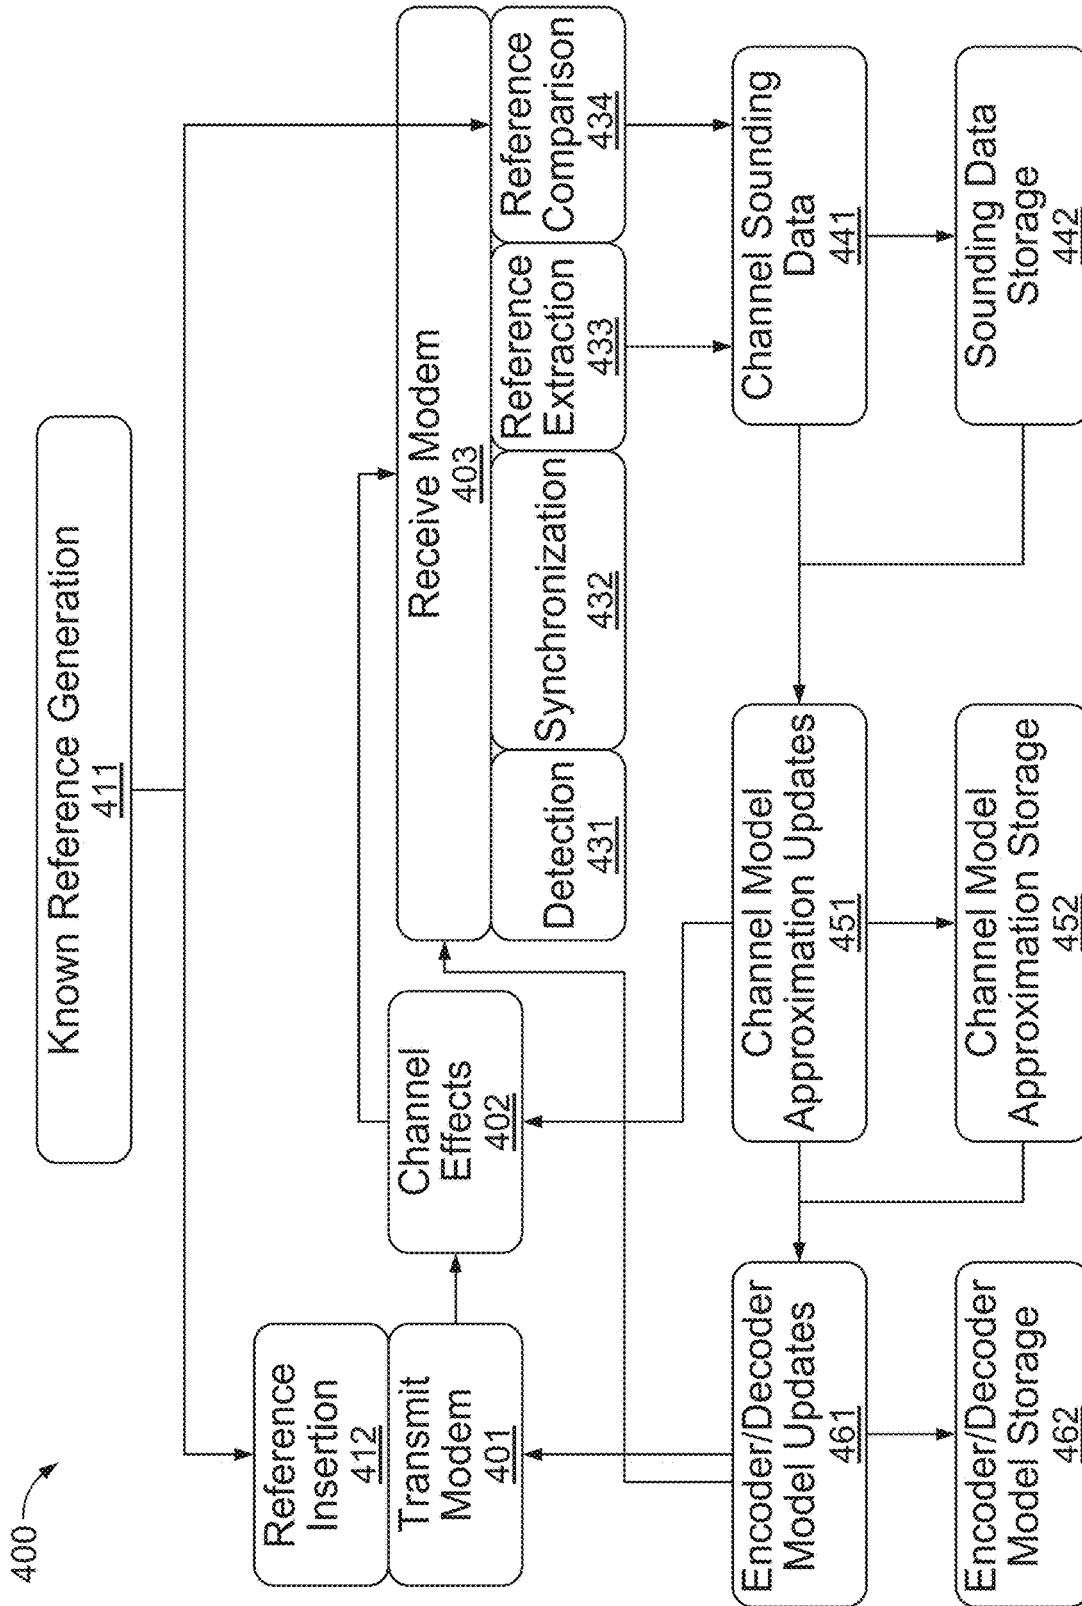 400
Known Reference Generation
411
Reference
Insertion
412
Transmit
Modem
401
Channel
Effects
402
Receive Modem
403
Detection
431
Synchronization
432
Reference
Extraction
433
Reference
Comparison
434
Encoder/Decoder
Model Updates
461
Channel Model
Approximation Updates
451
Channel Sounding
Data
441
Encoder/Decoder
Model Storage
462
Channel Model
Approximation Storage
452
Sounding Data
Storage
442